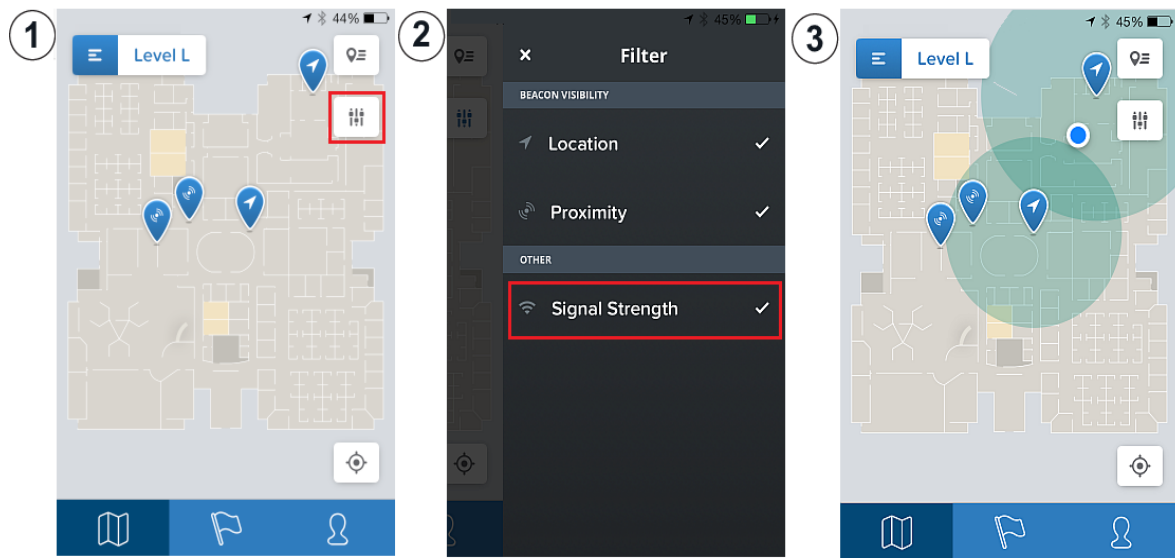 1
44%
Level L
2
45%
Filter
BEACON VISIBILITY
Location
Proximity
OTHER
Signal Strength
3
45%
Level L